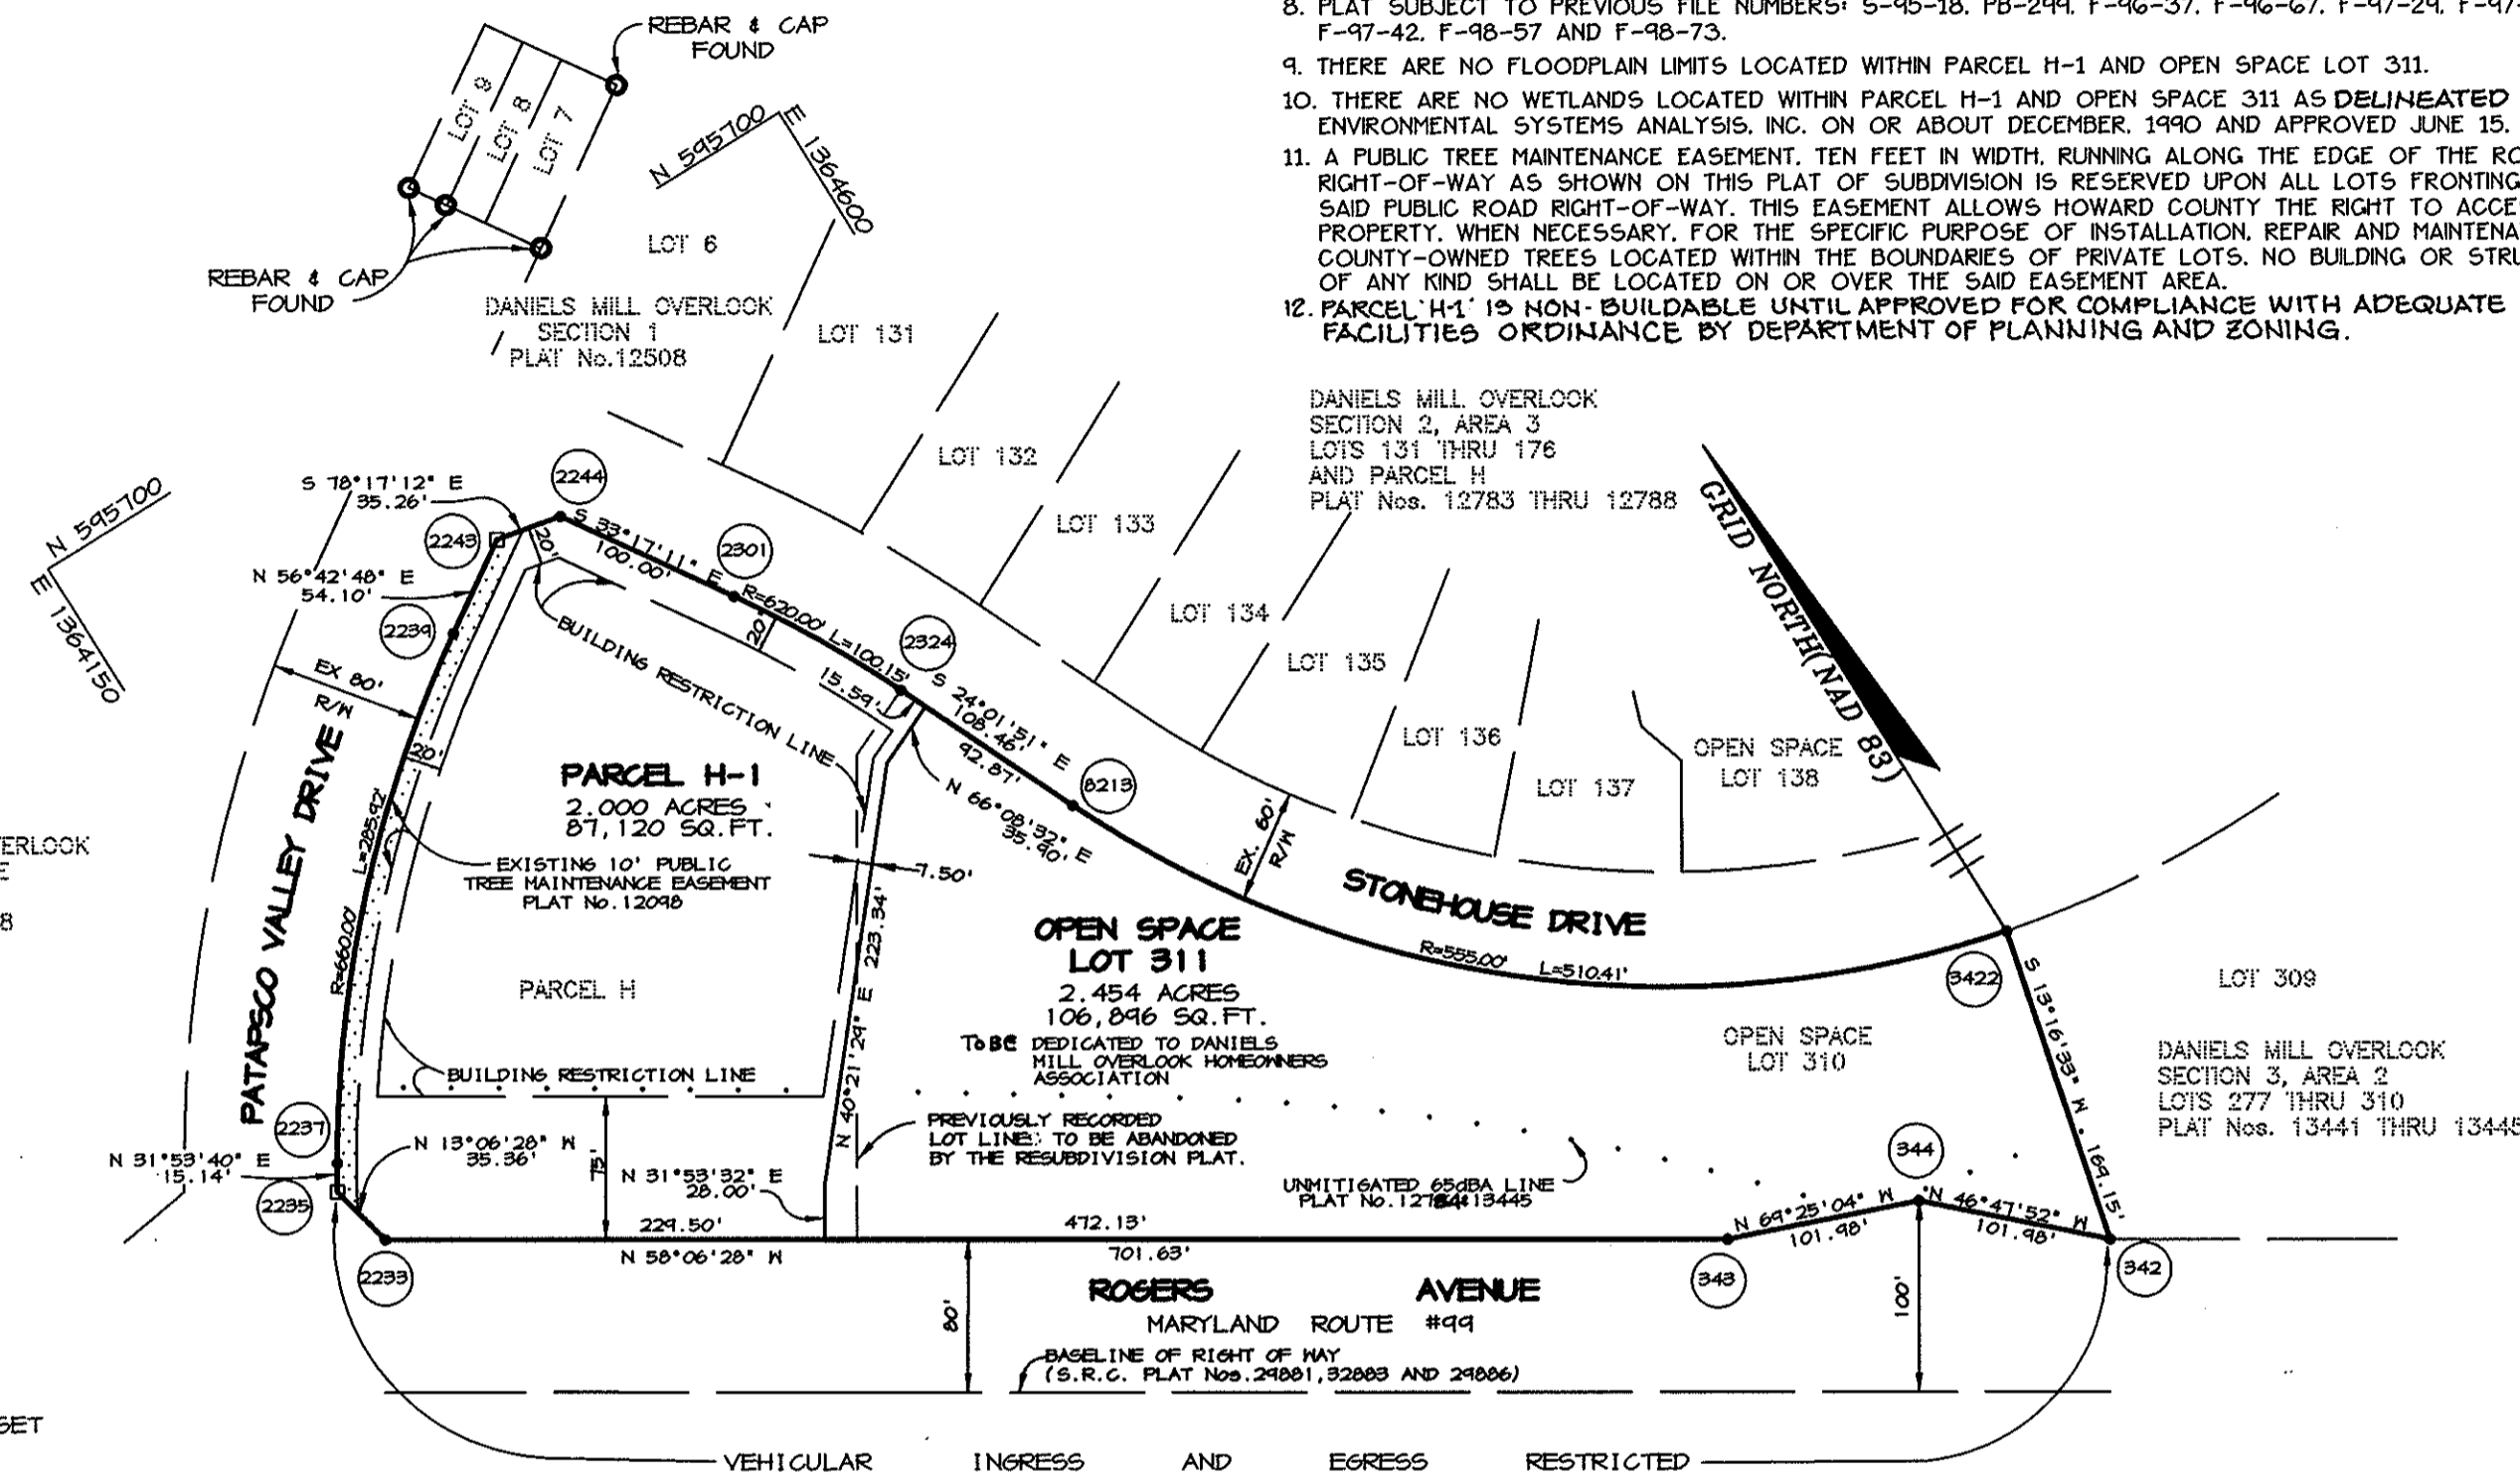 8. PLAT SUBJECT TO PREVIOUS FILE NUMBERS: S-95-18. PB-299. F-96-37. F-96-67. F-97-29. F-97-
F-97-42. F-98-57 AND F-98-73.
9. THERE ARE NO FLOODPLAIN LIMITS LOCATED WITHIN PARCEL H-1 AND OPEN SPACE LOT 311.
10. THERE ARE NO WETLANDS LOCATED WITHIN PARCEL H-1 AND OPEN SPACE 311 AS DELINEATED
ENVIRONMENTAL SYSTEMS ANALYSIS. INC. ON OR ABOUT DECEMBER. 1990 AND APPROVED JUNE 15.
11. A PUBLIC TREE MAINTENANCE EASEMENT. TEN FEET IN WIDTH. RUNNING ALONG THE EDGE OF THE RO
RIGHT-OF-WAY AS SHOWN ON THIS PLAT OF SUBDIVISION IS RESERVED UPON ALL LOTS FRONTING
SAID PUBLIC ROAD RIGHT-OF-WAY. THIS EASEMENT ALLOWS HOWARD COUNTY THE RIGHT TO ACCE
PROPERTY. WHEN NECESSARY. FOR THE SPECIFIC PURPOSE OF INSTALLATION. REPAIR AND MAINTENA
COUNTY-OWNED TREES LOCATED WITHIN THE BOUNDARIES OF PRIVATE LOTS. NO BUILDING OR STRU
OF ANY KIND SHALL BE LOCATED ON OR OVER THE SAID EASEMENT AREA.
12. PARCEL 'H-1' IS NON-BUILDABLE UNTIL APPROVED FOR COMPLIANCE WITH ADEQUATE
FACILITIES ORDINANCE BY DEPARTMENT OF PLANNING AND ZONING.
REBAR & CAP
FOUND
LOT 9
LOT 8
LOT 7
N 595700
E 1364600
LOT 6
REBAR & CAP
FOUND
DANIELS MILL OVERLOOK
SECTION 1
PLAT No.12508
LOT 131
LOT 132
LOT 133
LOT 134
LOT 135
LOT 136
LOT 137
OPEN SPACE
LOT 138
DANIELS MILL OVERLOOK
SECTION 2, AREA 3
LOTS 131 THRU 176
AND PARCEL H
PLAT Nos. 12783 THRU 12788
GRID NORTH(NAD 83)
N 595700
E 1364150
S 78°17'12" E
35.26'
2244
2243
N 56°42'48" E
54.10'
2239
20'
S 33°17'11" E
100.00'
2301
R=620.00' L=100.15'
20'
2324
15.59'
S 24°01'51" E
108.46'
92.87'
8213
N 66°08'32" E
35.90'
BUILDING RESTRICTION LINE
EX 80'
R/W
20'
PATAPSCO VALLEY DRIVE
R=660.00' L=285.92'
PARCEL H-1
2.000 ACRES
87,120 SQ.FT.
EXISTING 10' PUBLIC
TREE MAINTENANCE EASEMENT
PLAT No.12098
7.50'
PARCEL H
N 40°21'29" E 223.34'
OPEN SPACE
LOT 311
2.454 ACRES
106,896 SQ.FT.
TO BE DEDICATED TO DANIELS
MILL OVERLOOK HOMEOWNERS
ASSOCIATION
EX. 60'
R/W
STONEHOUSE DRIVE
R=555.00' L=510.41'
3422
LOT 309
S 13°16'33" W 169.15'
OPEN SPACE
LOT 310
DANIELS MILL OVERLOOK
SECTION 3, AREA 2
LOTS 277 THRU 310
PLAT Nos. 13441 THRU 13445
ERLOOK
E
8
BUILDING RESTRICTION LINE
2237
N 31°53'40" E
15.14'
2235
N 13°06'28" W
35.36'
75'
N 31°53'32" E
28.00'
PREVIOUSLY RECORDED
LOT LINE: TO BE ABANDONED
BY THE RESUBDIVISION PLAT.
UNMITIGATED 65dBA LINE
13445
344
N 69°25'04" W
101.98'
N 46°47'52" W
101.98'
229.50'
472.13'
N 58°06'28" W
701.63'
2233
343
342
ROGERS AVENUE
MARYLAND ROUTE #99
80'
100'
BASELINE OF RIGHT OF WAY
(S.R.C. PLAT Nos.29881,32883 AND 29886)
SET
VEHICULAR INGRESS AND EGRESS RESTRICTED